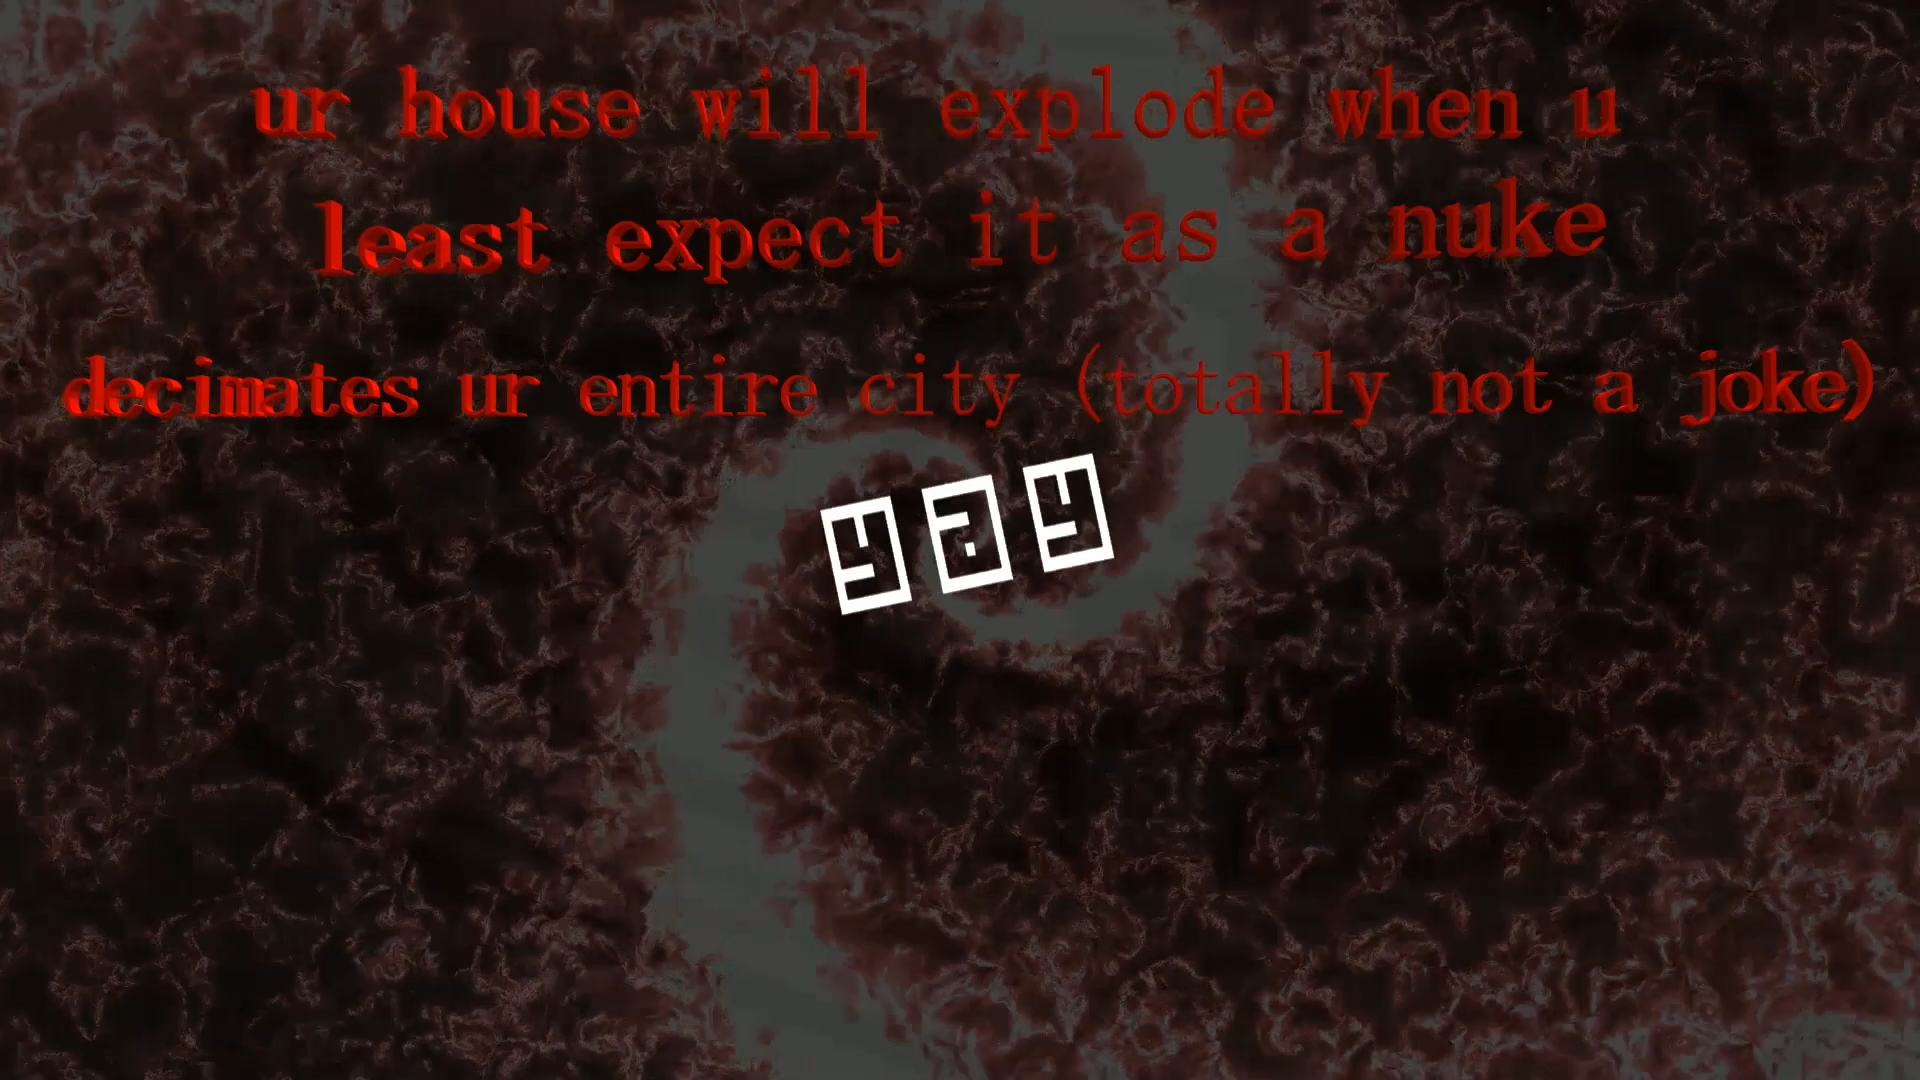 ur house will explode when u
least expect it as a nuke
decimates ur entire city (totally not a joke)
yay